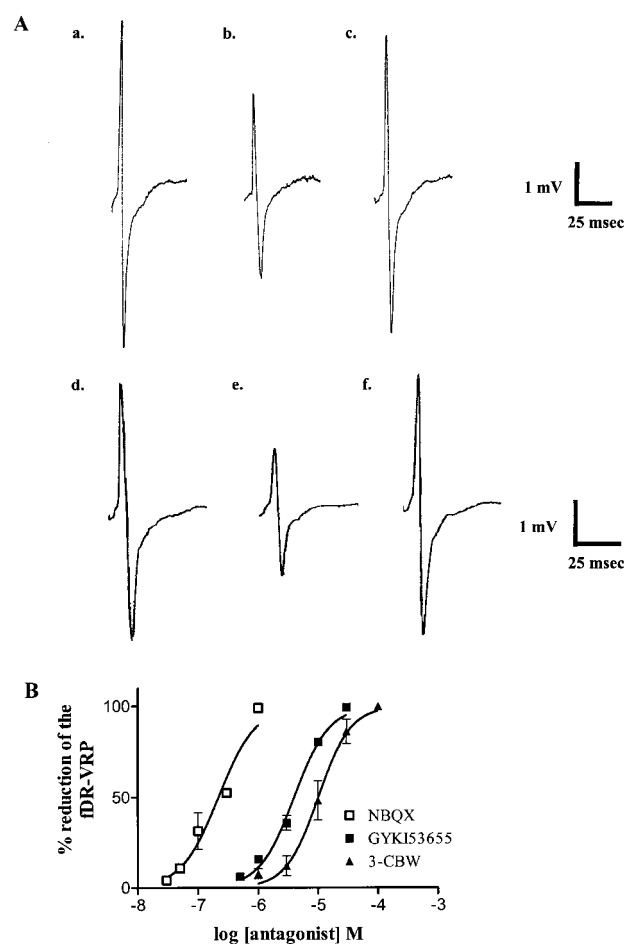 A
a.
b.
c.
1 mV
25 msec
d.
e.
f.
1 mV
25 msec
B
% reduction of the
fDR-VRP
100
50
0
NBQX
GYKI53655
3-CBW
-8
-7
-6
-5
-4
-3
log [antagonist] M